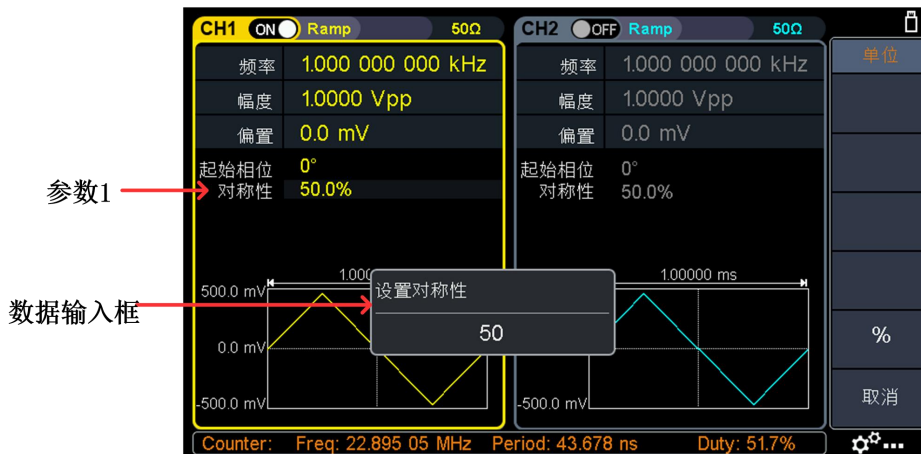 CH1 ON Ramp 50Ω
CH2 OFF Ramp 50Ω
单位
频率 1.000 000 000 kHz
频率 1.000 000 000 kHz
幅度 1.0000 Vpp
幅度 1.0000 Vpp
偏置 0.0 mV
偏置 0.0 mV
起始相位 0°
起始相位 0°
参数1
对称性 50.0%
对称性 50.0%
1.000
1.00000 ms
500.0 mV
设置对称性
数据输入框
50
0.0 mV
%
-500.0 mV
-500.0 mV
取消
Counter: Freq: 22.895 05 MHz Period: 43.678 ns Duty: 51.7%